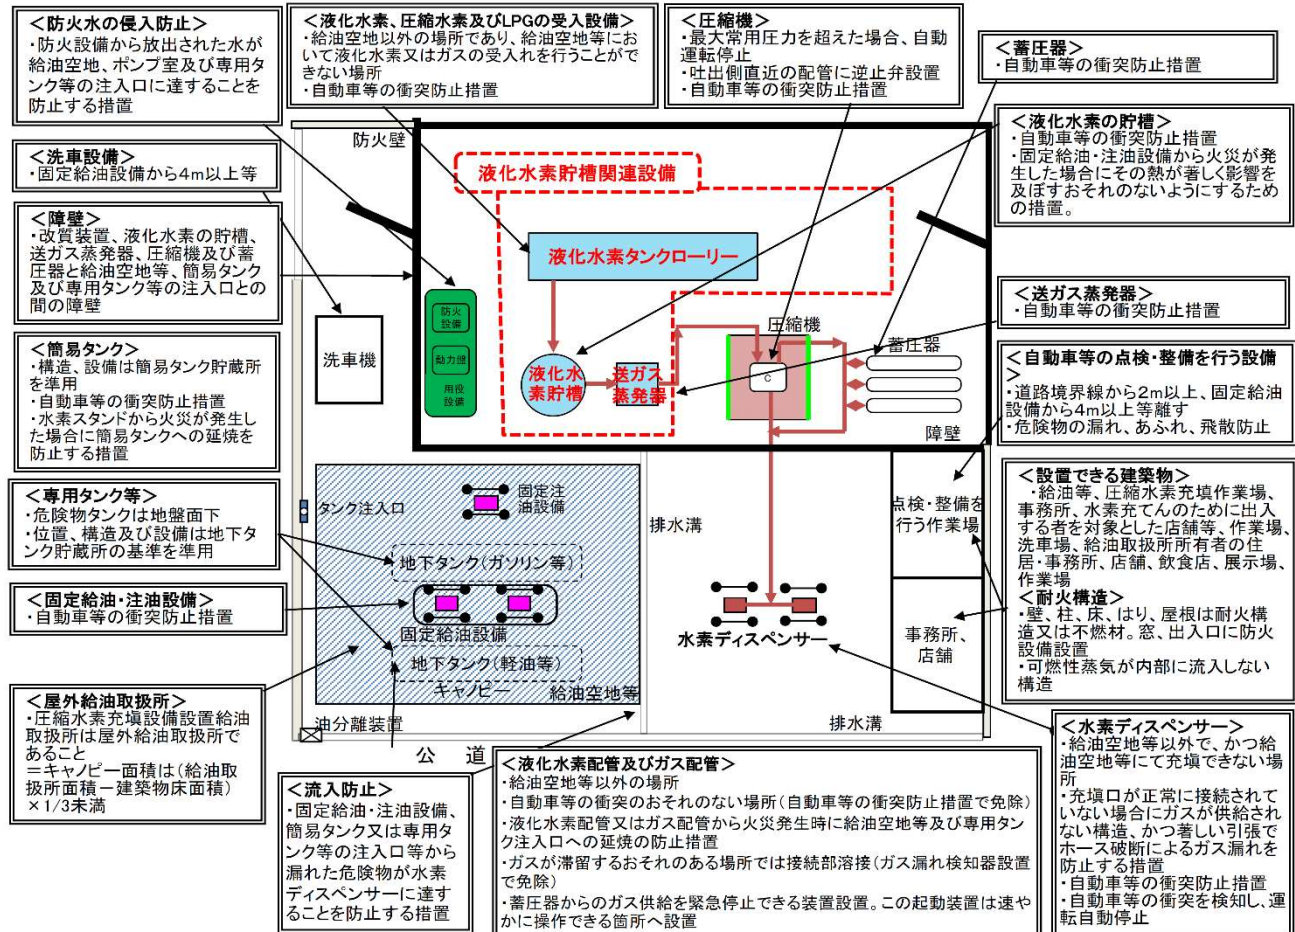 ＜防火水の侵入防止＞
・防火設備から放出された水が
給油空地、ポンプ室及び専用タ
ンク等の注入口に達することを
防止する措置
＜液化水素、圧縮水素及びLPGの受入設備＞
・給油空地以外の場所であり、給油空地等にお
いて液化水素又はガスの受入れを行うことがで
きない場所
・自動車等の衝突防止措置
＜圧縮機＞
・最大常用圧力を超えた場合、自動
運転停止
・吐出側直近の配管に逆止弁設置
・自動車等の衝突防止措置
＜蓄圧器＞
・自動車等の衝突防止措置
＜洗車設備＞
・固定給油設備から4m以上等
＜障壁＞
・改質装置、液化水素の貯槽、
送ガス蒸発器、圧縮機及び蓄
圧器と給油空地等、簡易タンク
及び専用タンク等の注入口との
間の障壁
＜簡易タンク＞
・構造、設備は簡易タンク貯蔵所
を準用
・自動車等の衝突防止措置
・水素スタンドから火災が発生し
た場合に簡易タンクへの延焼を
防止する措置
＜専用タンク等＞
・危険物タンクは地盤面下
・位置、構造及び設備は地下タ
ンク貯蔵所の基準を準用
＜固定給油・注油設備＞
・自動車等の衝突防止措置
＜屋外給油取扱所＞
・圧縮水素充塡設備設置給油
取扱所は屋外給油取扱所で
あること
＝キャノピー面積は(給油取
扱所面積－建築物床面積)
×1/3未満
防火壁
液化水素貯槽関連設備
液化水素タンクローリー
防火
設備
動力盤
用役
設備
洗車機
液化水
素貯槽
送ガス
蒸発器
圧縮機
C
蓄圧器
障壁
タンク注入口
固定注
油設備
地下タンク(ガソリン等)
固定給油設備
地下タンク(軽油等)
キャノピー
給油空地等
油分離装置
排水溝
水素ディスペンサー
排水溝
点検・整備を
行う作業場
事務所、
店舗
公　道
＜液化水素の貯槽＞
・自動車等の衝突防止措置
・固定給油・注油設備から火災が発
生した場合にその熱が著しく影響を
及ぼすおそれのないようにするため
の措置。
＜送ガス蒸発器＞
・自動車等の衝突防止措置
＜自動車等の点検・整備を行う設備
＞
・道路境界線から2m以上、固定給油
設備から4m以上等離す
・危険物の漏れ、あふれ、飛散防止
＜設置できる建築物＞
・給油等、圧縮水素充塡作業場、
事務所、水素充てんのために出入
する者を対象とした店舗等、作業場、
洗車場、給油取扱所所有者の住
居・事務所、店舗、飲食店、展示場、
作業場
＜耐火構造＞
・壁、柱、床、はり、屋根は耐火構
造又は不燃材。窓、出入口に防火
設備設置
・可燃性蒸気が内部に流入しない
構造
＜流入防止＞
・固定給油・注油設備、
簡易タンク又は専用タ
ンク等の注入口等から
漏れた危険物が水素
ディスペンサーに達す
ることを防止する措置
＜液化水素配管及びガス配管＞
・給油空地等以外の場所
・自動車等の衝突のおそれのない場所(自動車等の衝突防止措置で免除)
・液化水素配管又はガス配管から火災発生時に給油空地等及び専用タン
ク注入口への延焼の防止措置
・ガスが滞留するおそれのある場所では接続部溶接(ガス漏れ検知器設置
で免除)
・蓄圧器からのガス供給を緊急停止できる装置設置。この起動装置は速や
かに操作できる箇所へ設置
＜水素ディスペンサー＞
・給油空地等以外で、かつ給
油空地等にて充塡できない場
所
・充塡口が正常に接続されて
いない場合にガスが供給され
ない構造、かつ著しい引張で
ホース破断によるガス漏れを
防止する措置
・自動車等の衝突防止措置
・自動車等の衝突を検知し、運
転自動停止